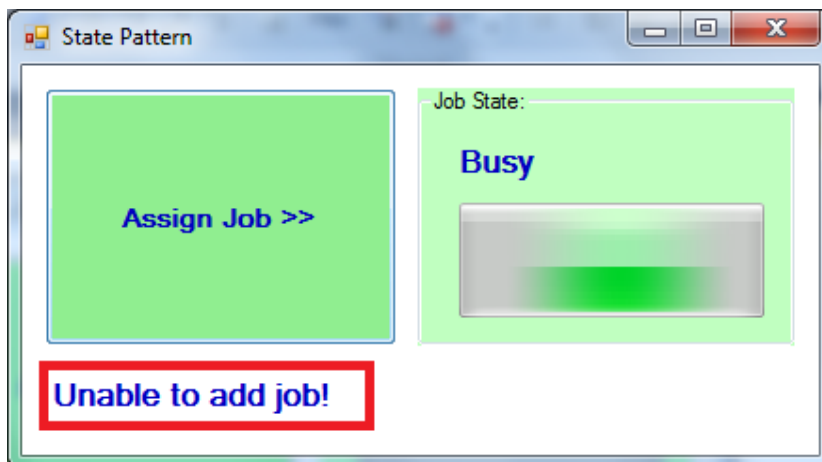 State Pattern
Assign Job >>
Job State:
Busy
Unable to add job!